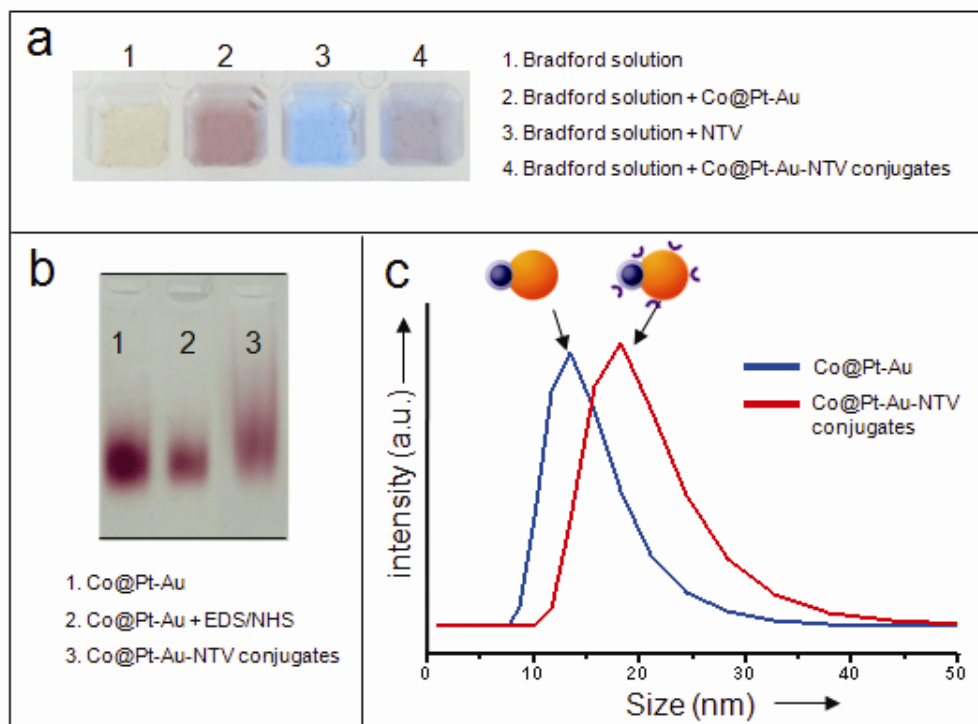 a
1 2 3 4
1. Bradford solution
2. Bradford solution + Co@Pt-Au
3. Bradford solution + NTV
4. Bradford solution + Co@Pt-Au-NTV conjugates
b
1 2 3
1. Co@Pt-Au
2. Co@Pt-Au + EDS/NHS
3. Co@Pt-Au-NTV conjugates
c
intensity (a.u.)
Co@Pt-Au
Co@Pt-Au-NTV
conjugates
0 10 20 30 40 50
Size (nm)